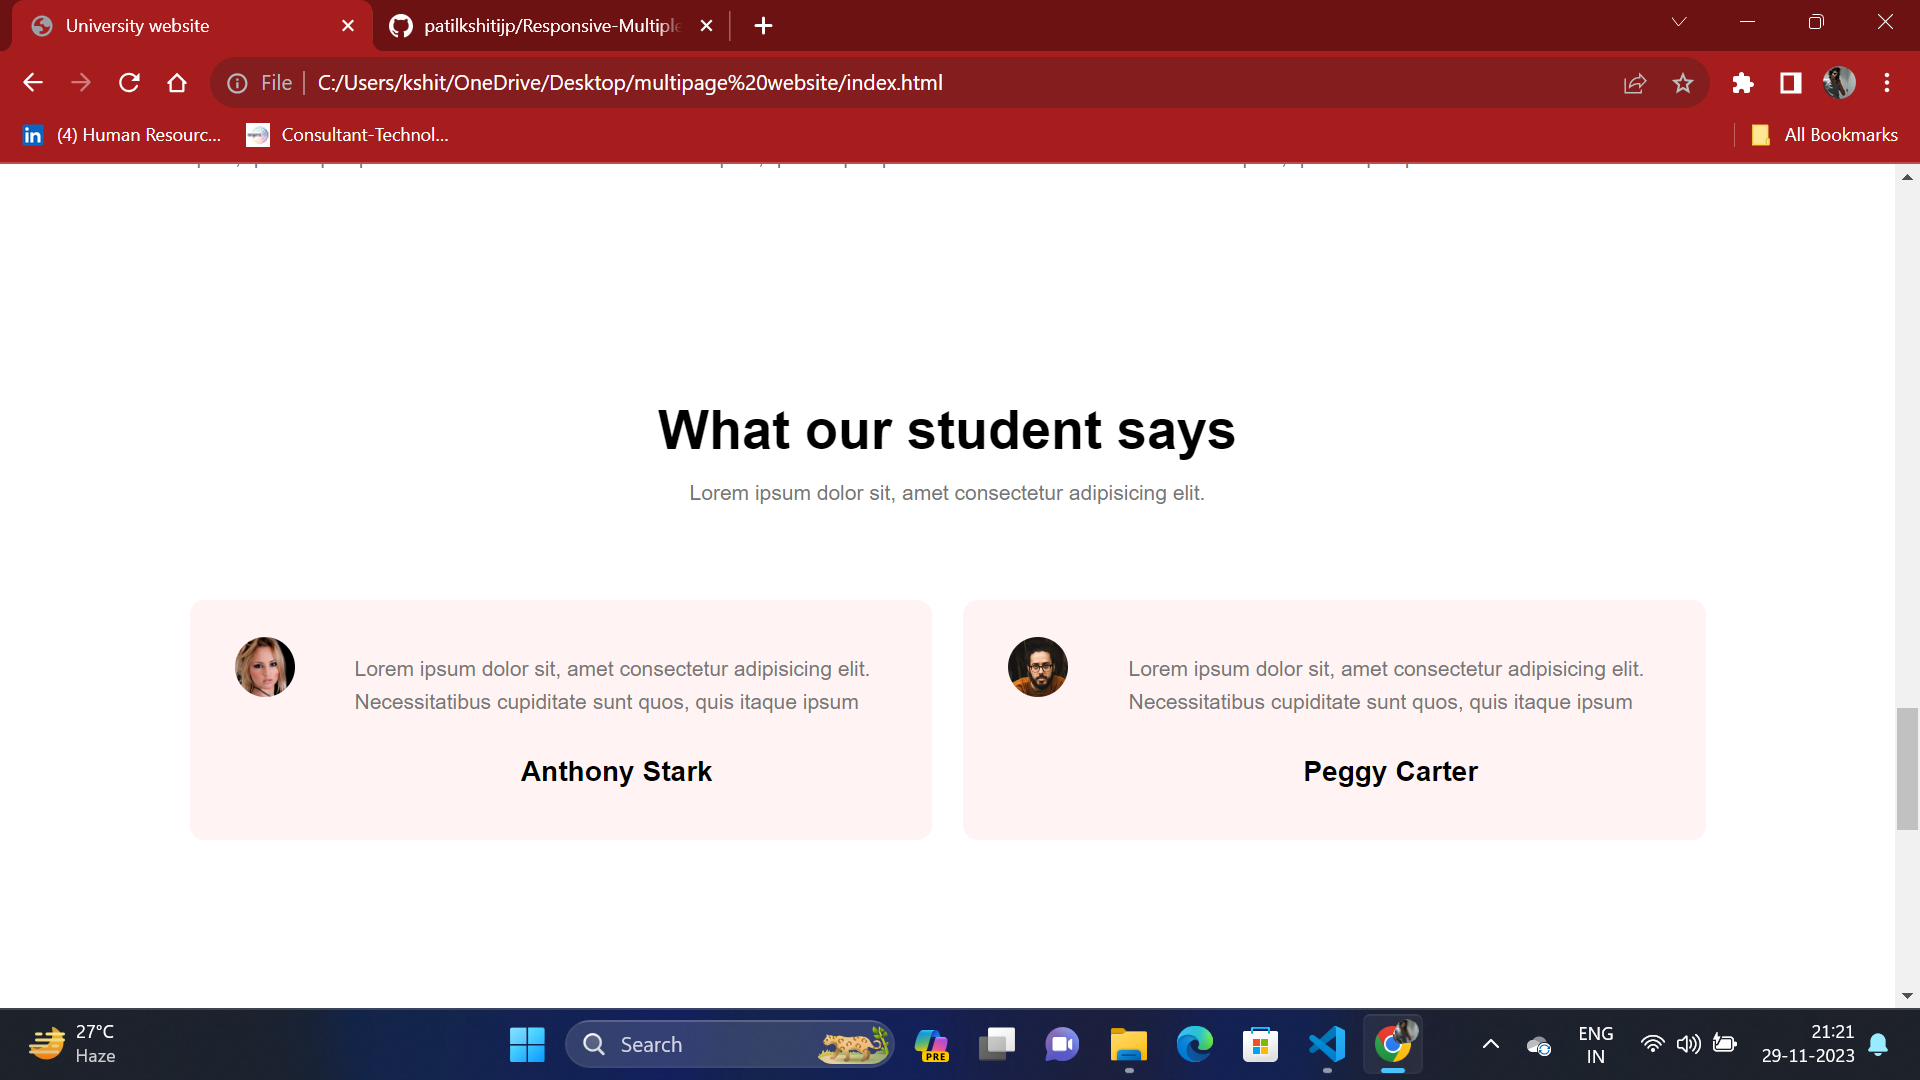 University website
patilkshitijp/Responsive-Multiple
File
C:/Users/kshit/OneDrive/Desktop/multipage%20website/index.html
(4) Human Resourc...
Consultant-Technol...
All Bookmarks
What our student says
Lorem ipsum dolor sit, amet consectetur adipisicing elit.
Lorem ipsum dolor sit, amet consectetur adipisicing elit.
Necessitatibus cupiditate sunt quos, quis itaque ipsum
Anthony Stark
Lorem ipsum dolor sit, amet consectetur adipisicing elit.
Necessitatibus cupiditate sunt quos, quis itaque ipsum
Peggy Carter
27°C
Haze
Search
PRE
ENG
IN
21:21
29-11-2023